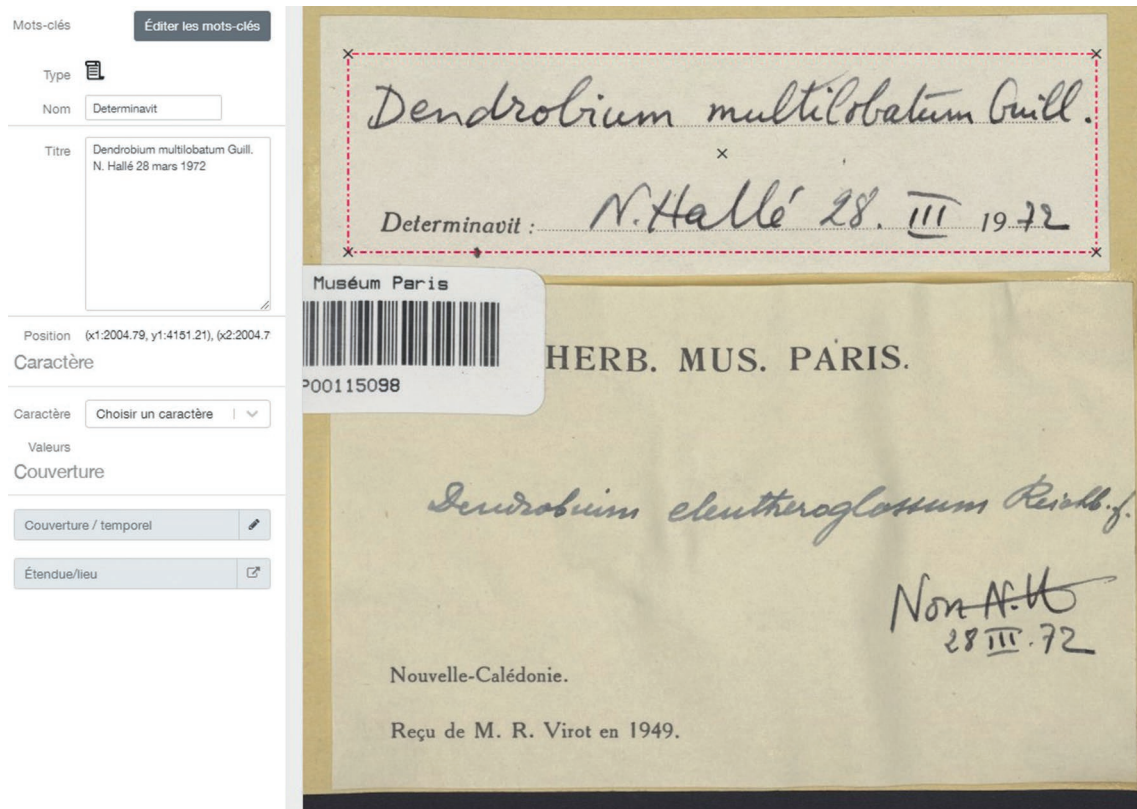 Mots-clés
Éditer les mots-clés
Type
Nom
Determinavit
Titre
Dendrobium multilobatum Guill.
N. Hallé 28 mars 1972
Position
(x1:2004.79, y1:4151.21), (x2:2004.7
Caractère
Caractère
Choisir un caractère
Valeurs
Couverture
Couverture / temporel
Étendue/lieu
Dendrobium multilobatum Guill.
Determinavit : N. Hallé 28. III 1972
Muséum Paris
P00115098
HERB. MUS. PARIS.
Dendrobium eleutheroglossum Reichb. f.
Non N.H
28 III. 72
Nouvelle-Calédonie.
Reçu de M. R. Virot en 1949.